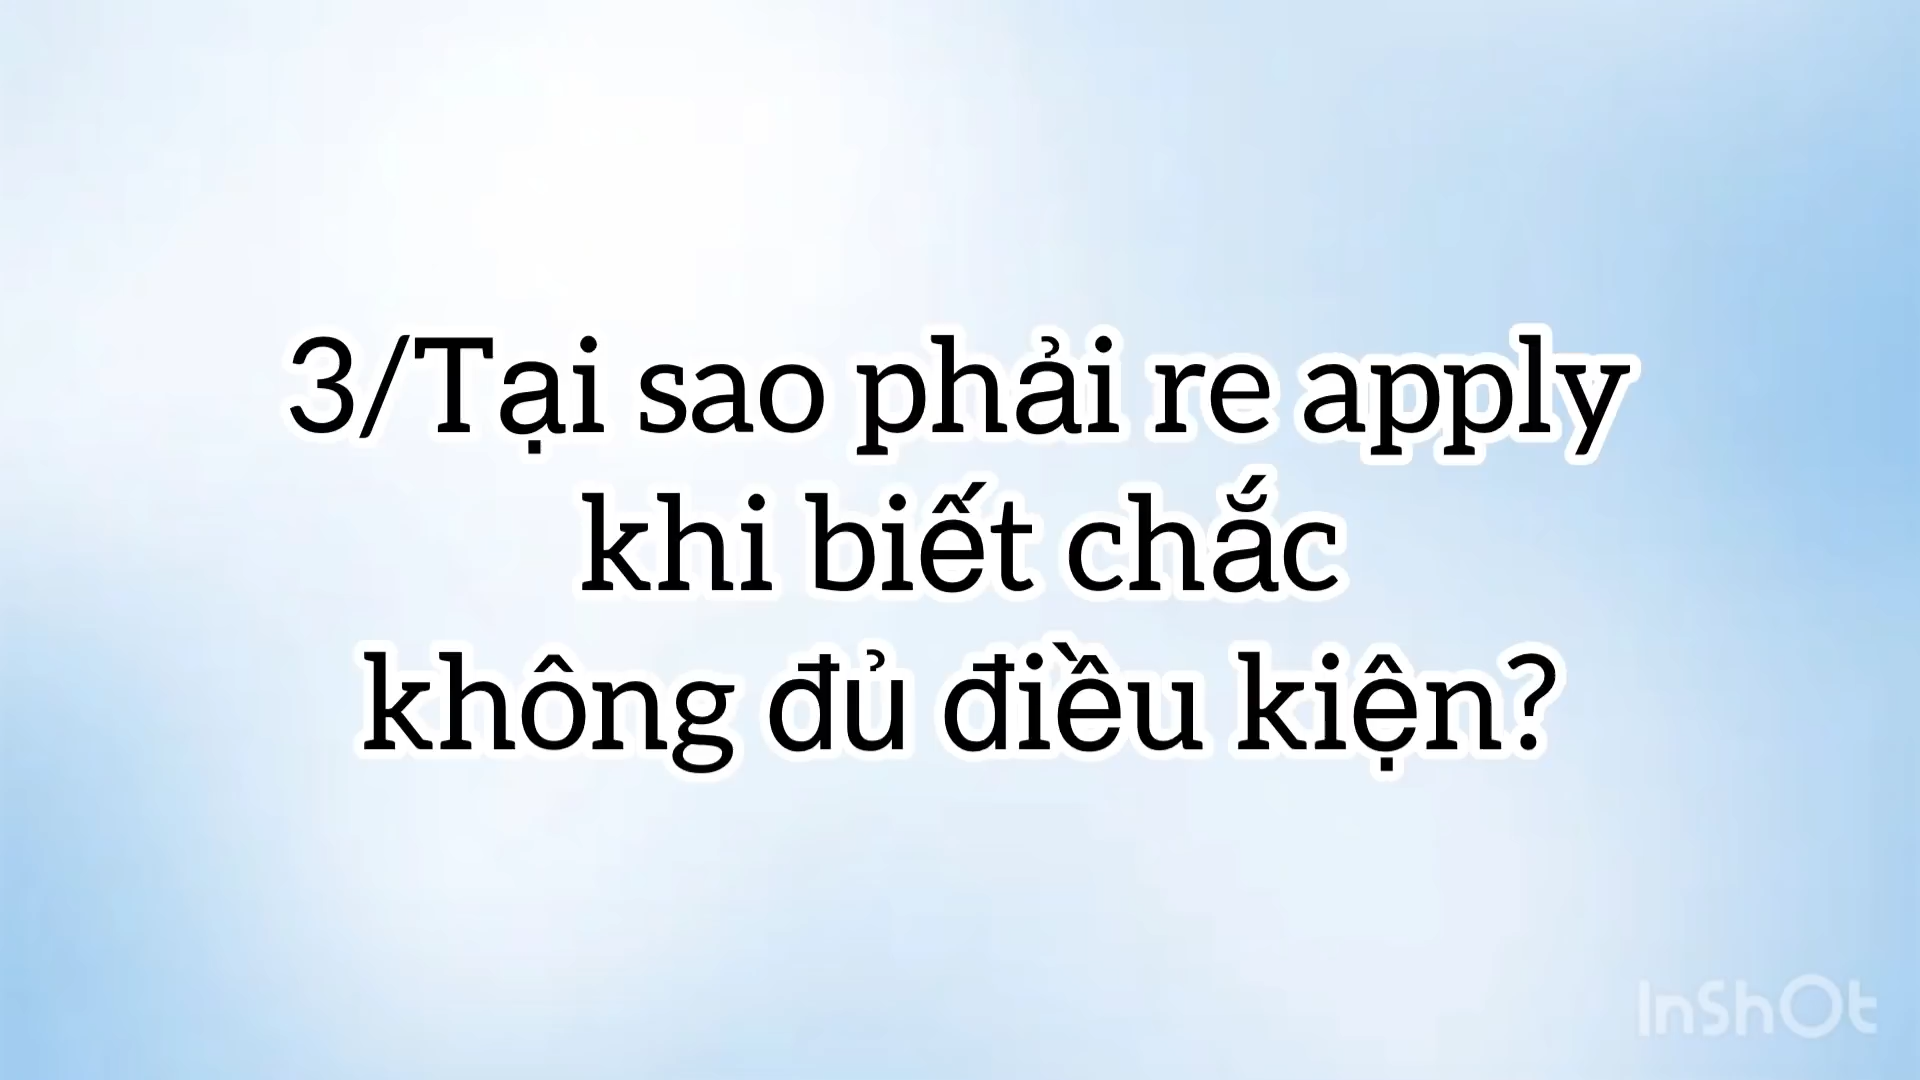 3/Tại sao phải re apply
khi biết chắc
không đủ điều kiện?
InShOt